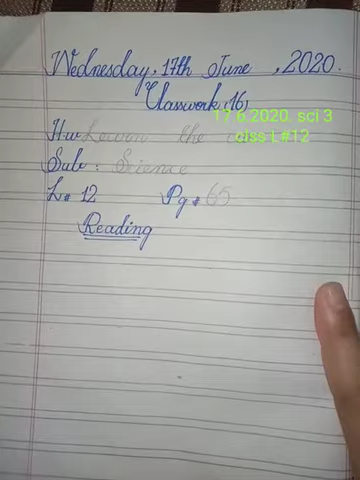 Wednesday, 17th June, 2020.
Classwork (16)
17.6.2020. sci 3
clss L#12
Hw Learn the
Sub: Science
L# 12 Pg # 65
Reading